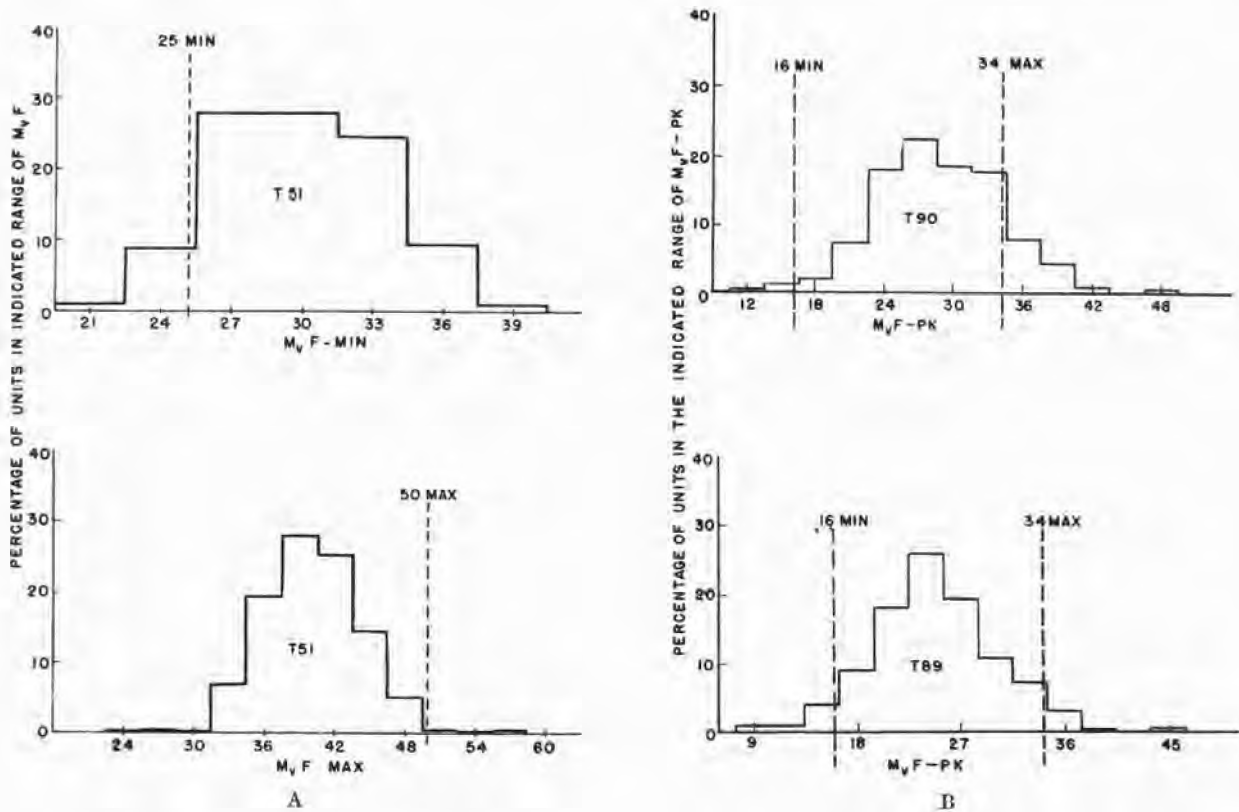 PERCENTAGE OF UNITS IN INDICATED RANGE OF MvF
40
30
20
10
0
25 MIN
T 51
21 24 27 30 33 36 39
MvF-MIN
40
30
20
10
0
50 MAX
T51
24 30 36 42 48 54 60
MvF MAX
A
PERCENTAGE OF UNITS IN THE INDICATED RANGE OF MvF-PK
40
30
20
10
0
16 MIN
34 MAX
T90
12 18 24 30 36 42 48
MvF-PK
40
30
20
10
0
16 MIN
34 MAX
T89
9 18 27 36 45
MvF-PK
B